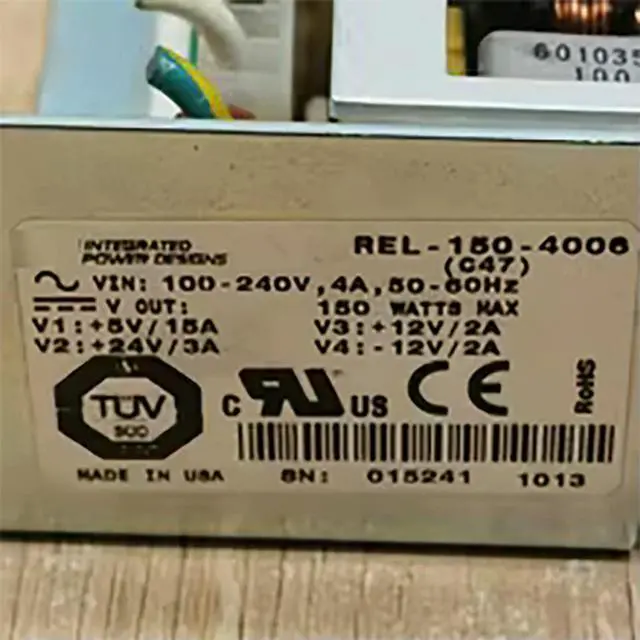 601035
100
INTEGRATED
POWER DESIGNS
REL-150-4006
(C47)
VIN: 100-240V, 4A, 50-60Hz
V OUT: 150 WATTS MAX
V1: +5V/15A V3: +12V/2A
V2: +24V/3A V4: -12V/2A
TÜV
SÜD
C RU US CE RoHS
MADE IN USA SN: 015241 1013